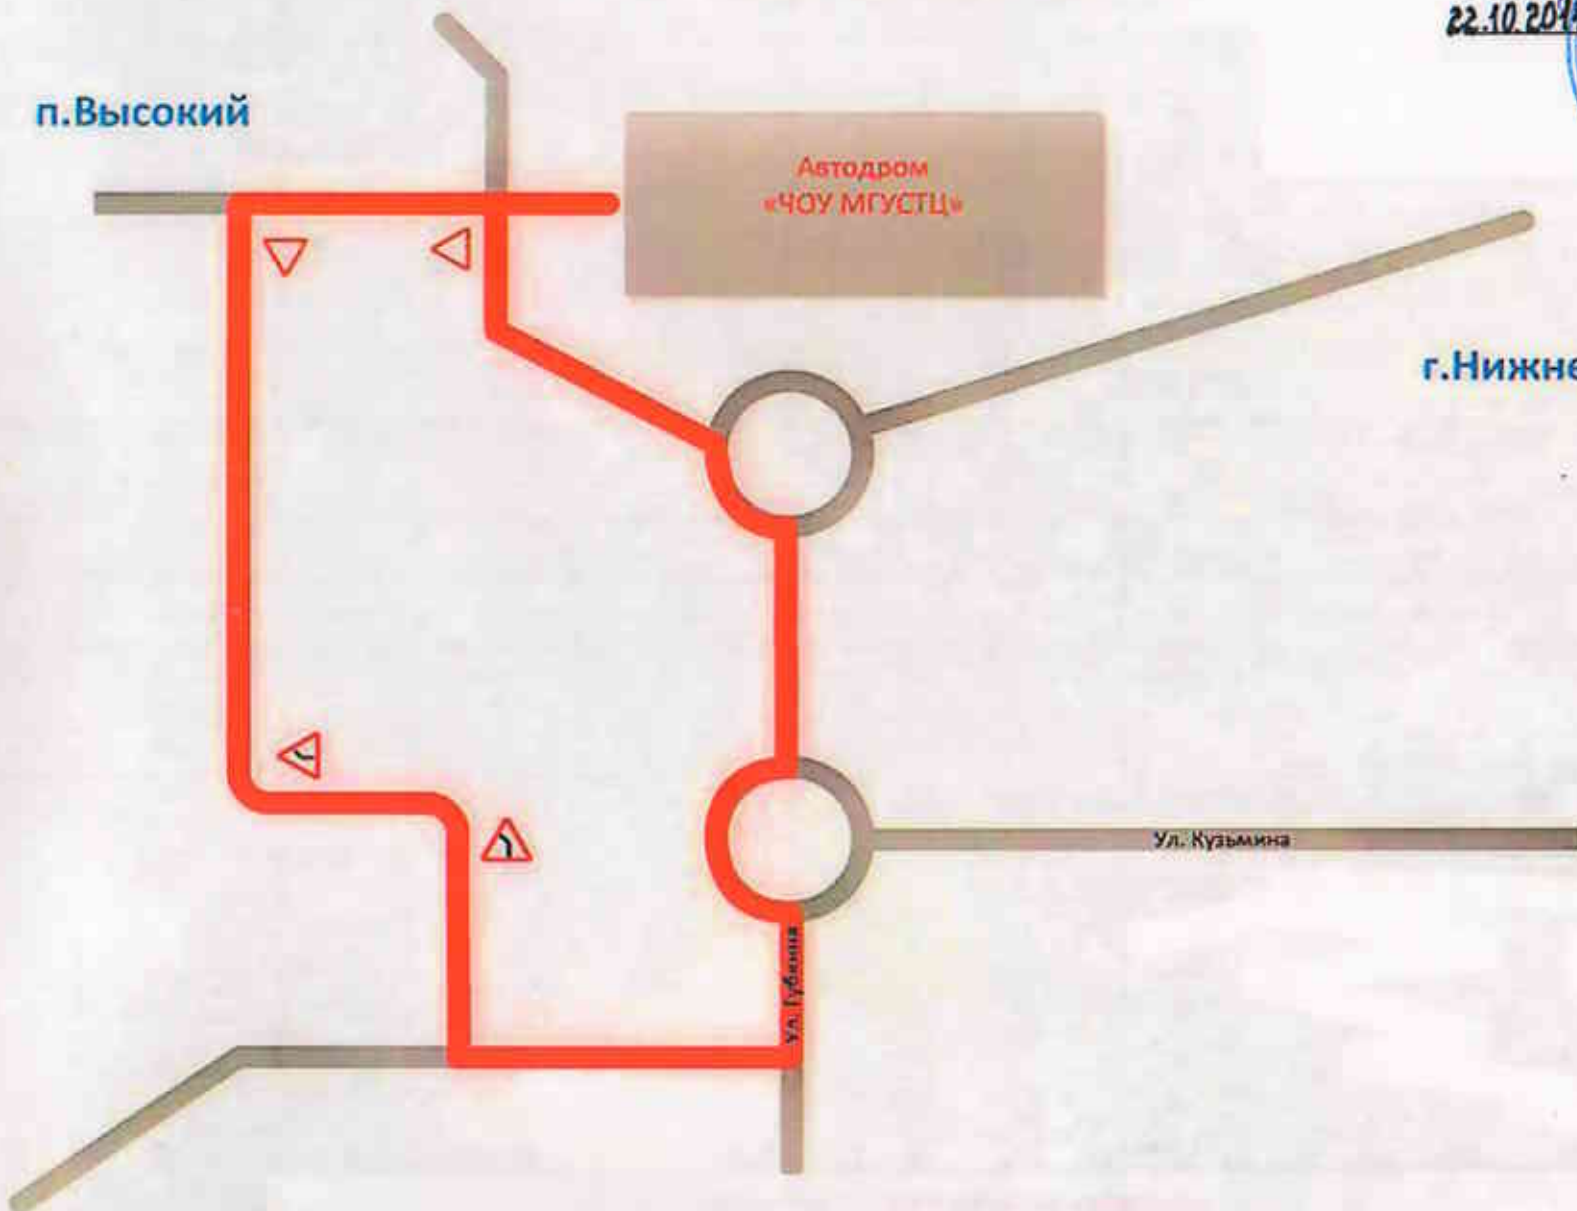 п.Высокий
Автодром
«ЧОУ МГУСТЦ»
г.Нижне
Ул. Кузьмина
Ул. Губкина